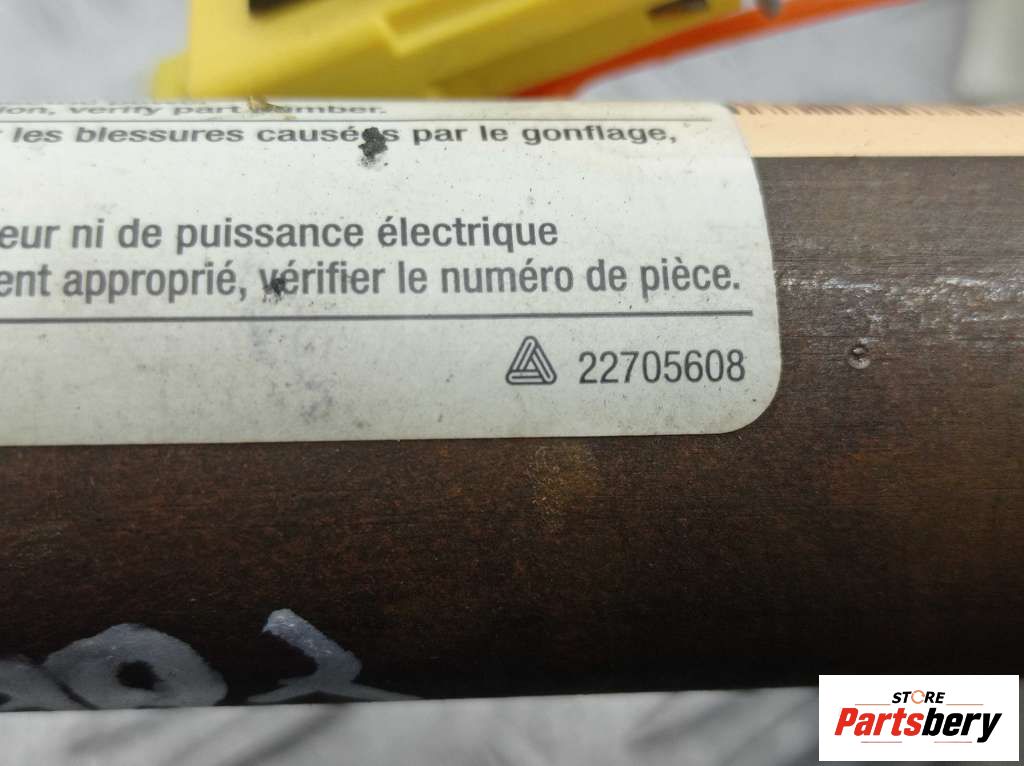 ion, verify part number.
les blessures causées par le gonflage,
eur ni de puissance électrique
ent approprié, vérifier le numéro de pièce.
22705608
STORE
Partsbery